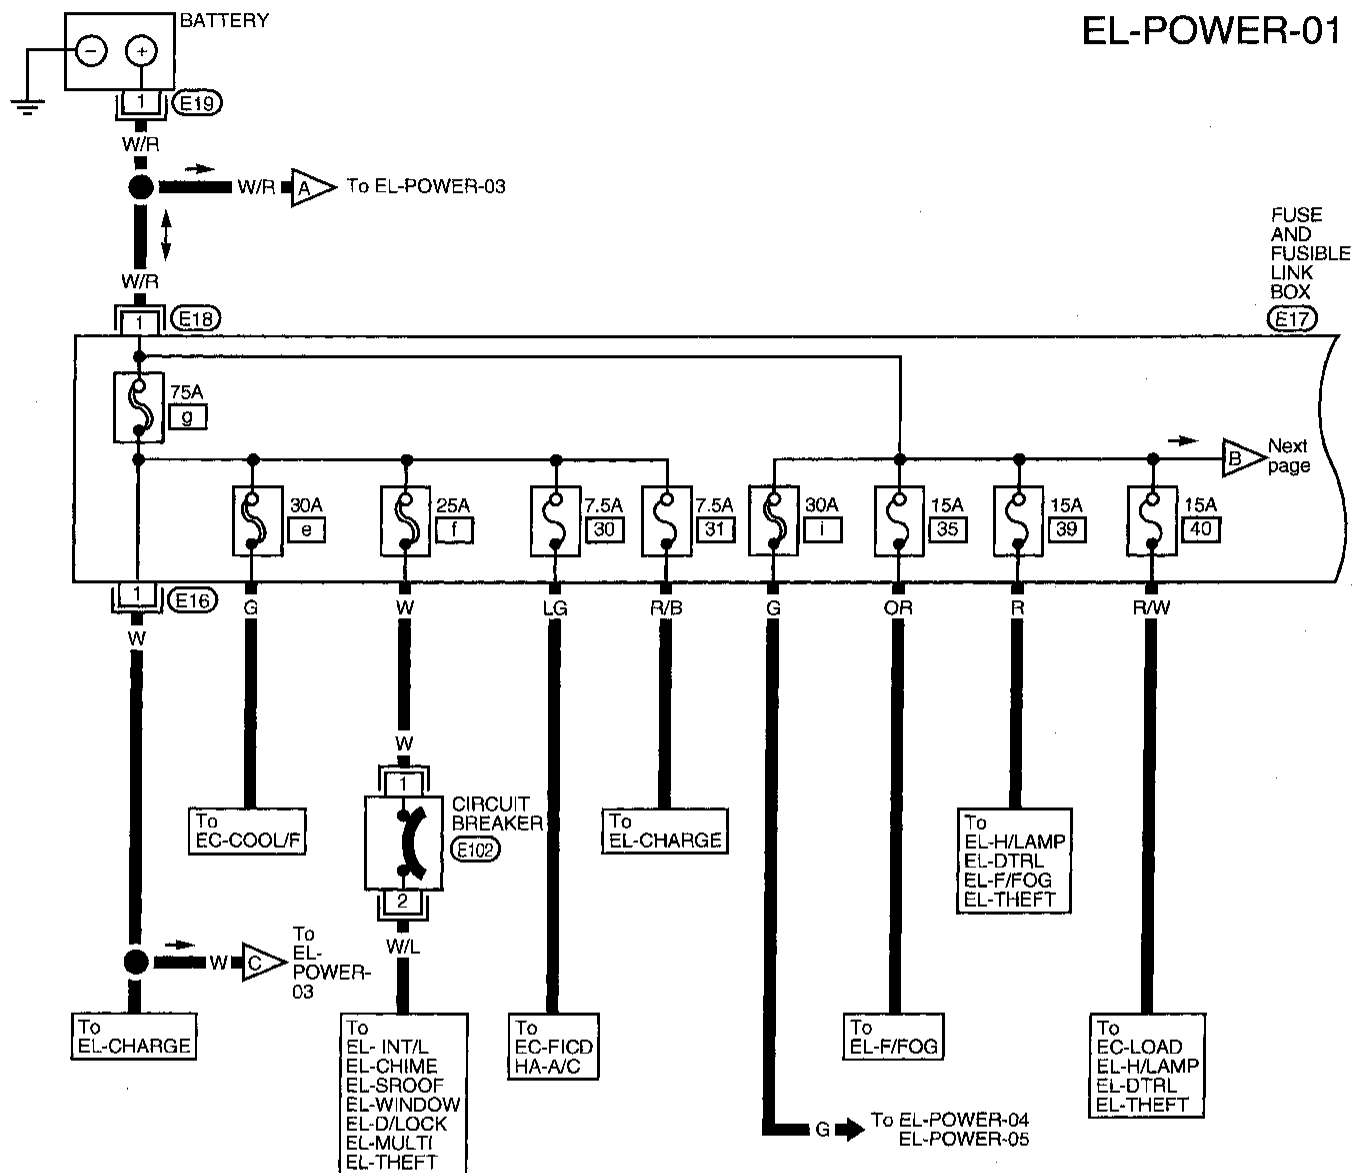 EL-POWER-01
BATTERY
−
+
1
E19
W/R
W/R
A
To EL-POWER-03
W/R
FUSE
AND
FUSIBLE
LINK
BOX
E17
1
E18
75A
g
B
Next
page
30A
e
25A
f
7.5A
30
7.5A
31
30A
i
15A
35
15A
39
15A
40
1
E16
W
G
W
LG
R/B
G
OR
R
R/W
W
1
CIRCUIT
BREAKER
E102
2
W/L
To
EC-COOL/F
To
EL-CHARGE
To
EL-H/LAMP
EL-DTRL
EL-F/FOG
EL-THEFT
W
C
To
EL-
POWER-
03
To
EL-CHARGE
To
EL- INT/L
EL-CHIME
EL-SROOF
EL-WINDOW
EL-D/LOCK
EL-MULTI
EL-THEFT
To
EC-FICD
HA-A/C
To
EL-F/FOG
To
EC-LOAD
EL-H/LAMP
EL-DTRL
EL-THEFT
G
To EL-POWER-04
EL-POWER-05